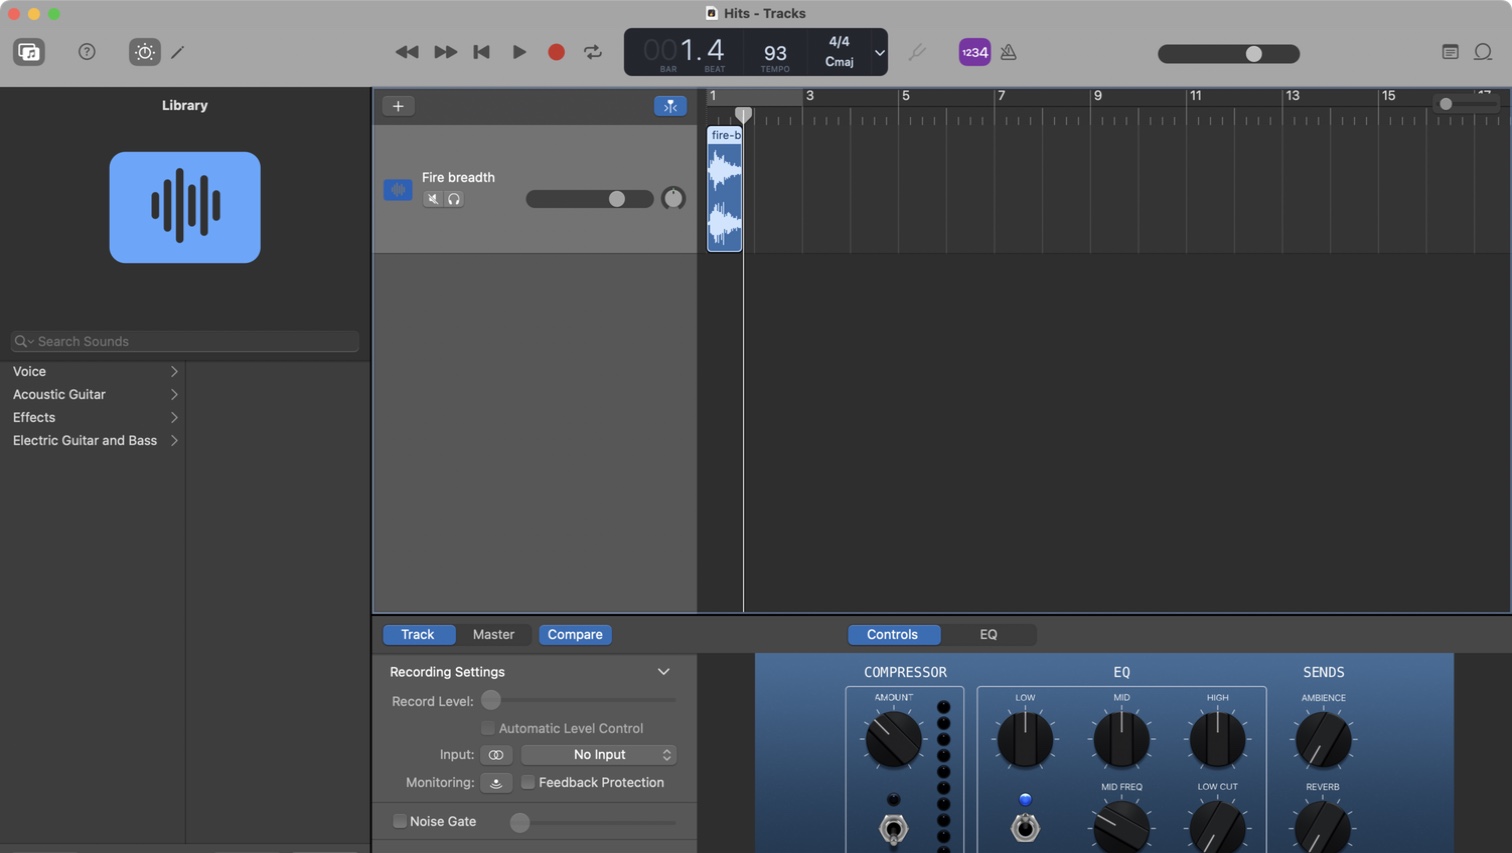 Hits - Tracks
001.4
BAR
BEAT
93
TEMPO
4/4
Cmaj
1234
Library
1
3
5
7
9
11
13
15
17
fire-b
Fire breadth
Search Sounds
Voice
Acoustic Guitar
Effects
Electric Guitar and Bass
Track
Master
Compare
Controls
EQ
Recording Settings
Record Level:
Automatic Level Control
Input:
No Input
Monitoring:
Feedback Protection
Noise Gate
COMPRESSOR
EQ
SENDS
AMOUNT
LOW
MID
HIGH
AMBIENCE
MID FREQ
LOW CUT
REVERB